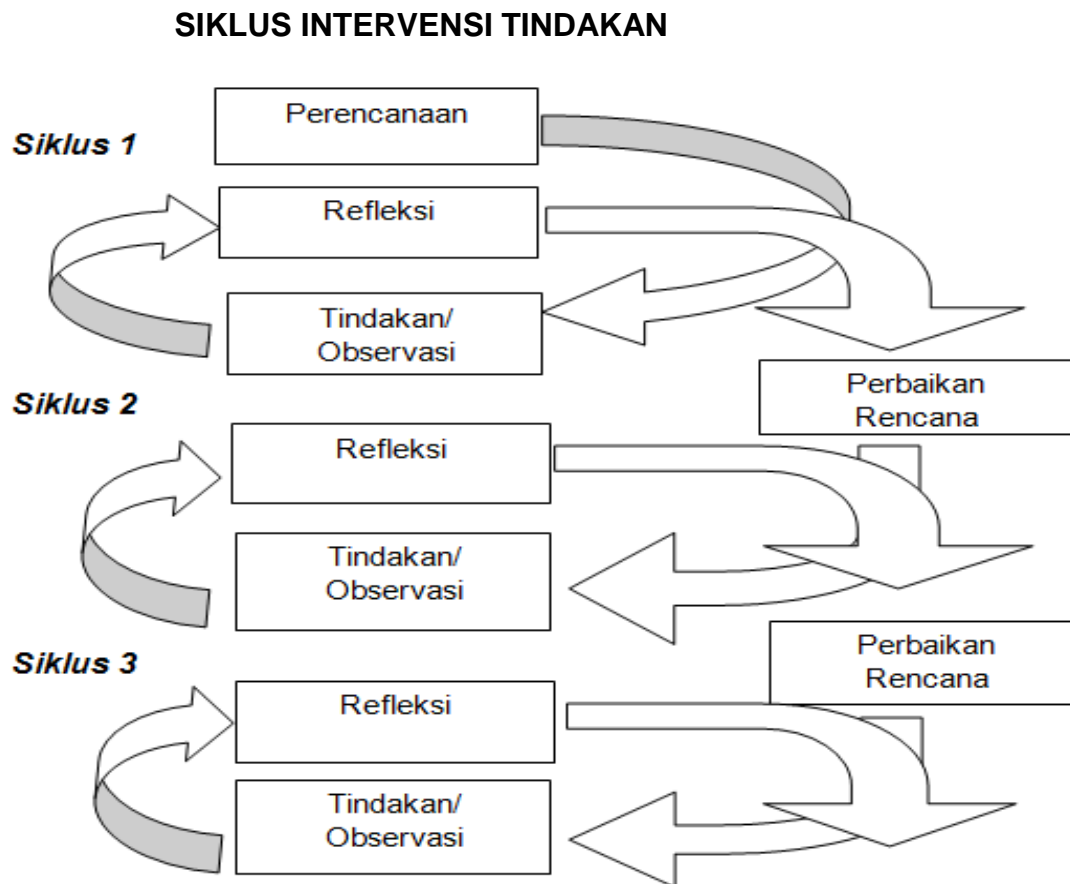 SIKLUS INTERVENSI TINDAKAN
Perencanaan
Siklus 1
Refleksi
Tindakan/
Observasi
Perbaikan
Rencana
Siklus 2
Refleksi
Tindakan/
Observasi
Perbaikan
Rencana
Siklus 3
Refleksi
Tindakan/
Observasi